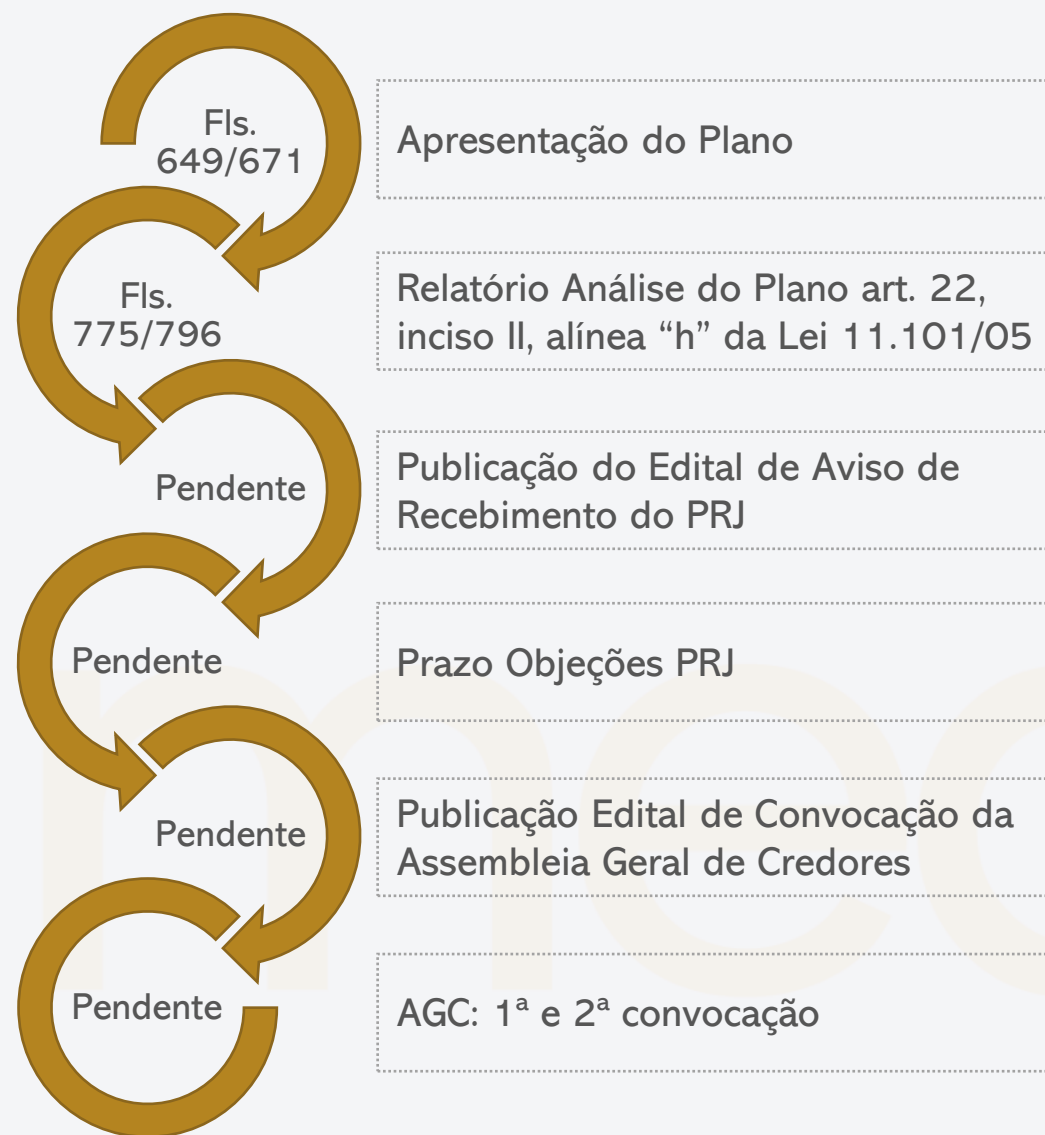 Fls.
649/671
Apresentação do Plano
Fls.
775/796
Relatório Análise do Plano art. 22,
inciso II, alínea “h” da Lei 11.101/05
Pendente
Publicação do Edital de Aviso de
Recebimento do PRJ
Pendente
Prazo Objeções PRJ
Pendente
Publicação Edital de Convocação da
Assembleia Geral de Credores
Pendente
AGC: 1ª e 2ª convocação